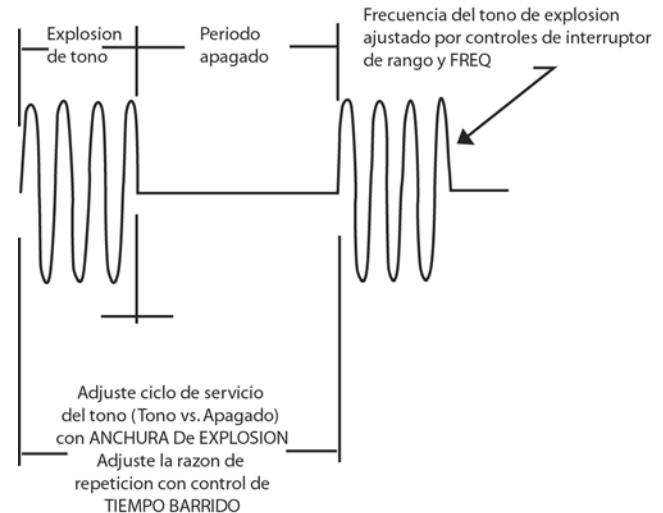 Explosion
de tono
Periodo
apagado
Frecuencia del tono de explosion
ajustado por controles de interruptor
de rango y FREQ
Adjuste ciclo de servicio
del tono (Tono vs. Apagado)
con ANCHURA De EXPLOSION
Adjuste la razon de
repeticion con control de
TIEMPO BARRIDO